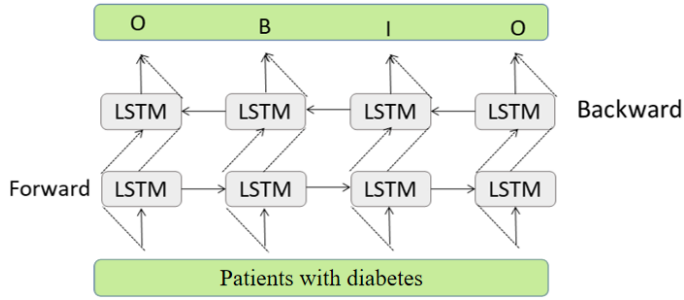 O B I O
LSTM LSTM LSTM LSTM Backward
Forward LSTM LSTM LSTM LSTM
Patients with diabetes